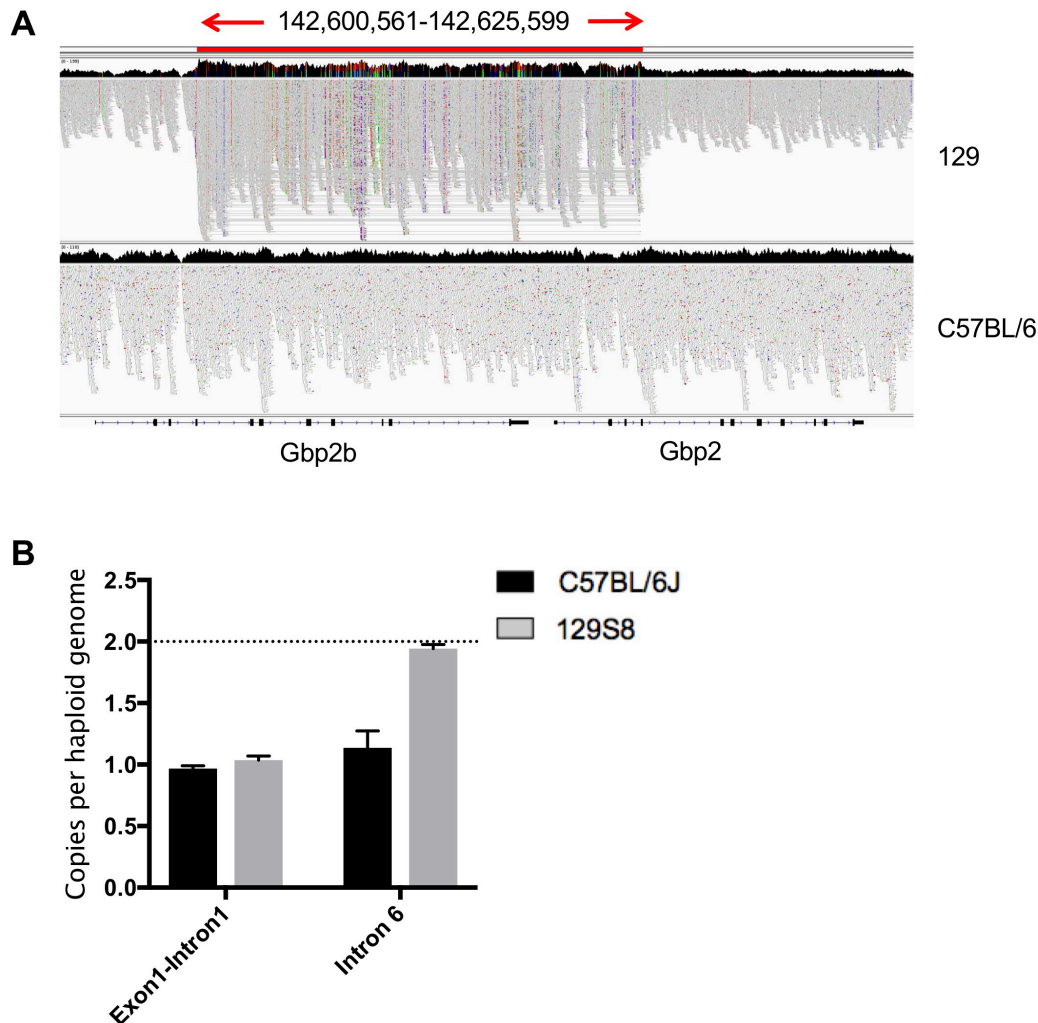 A
142,600,561-142,625,599
129
C57BL/6
Gbp2b
Gbp2
B
Copies per haploid genome
2.5
2.0
1.5
1.0
0.5
0.0
Exon1-Intron1
Intron 6
C57BL/6J
129S8